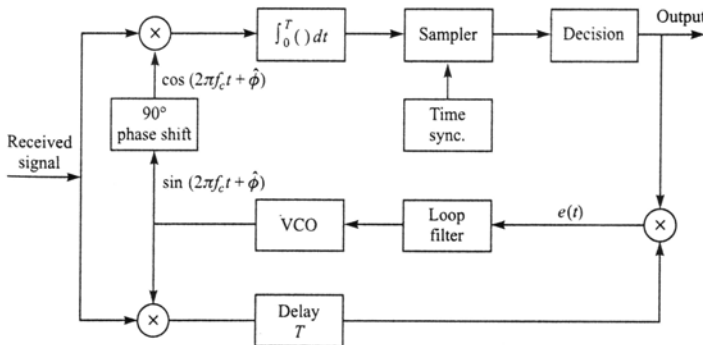 Output
×
∫₀ᵀ( ) dt
Sampler
Decision
cos (2πf_c t + φ̂)
90°
phase shift
Time
sync.
Received
signal
sin (2πf_c t + φ̂)
VCO
Loop
filter
e(t)
×
×
Delay
T